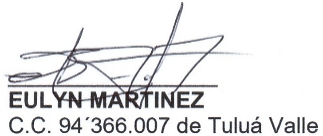 EULYN MARTINEZ
C.C. 94´366.007 de Tuluá Valle